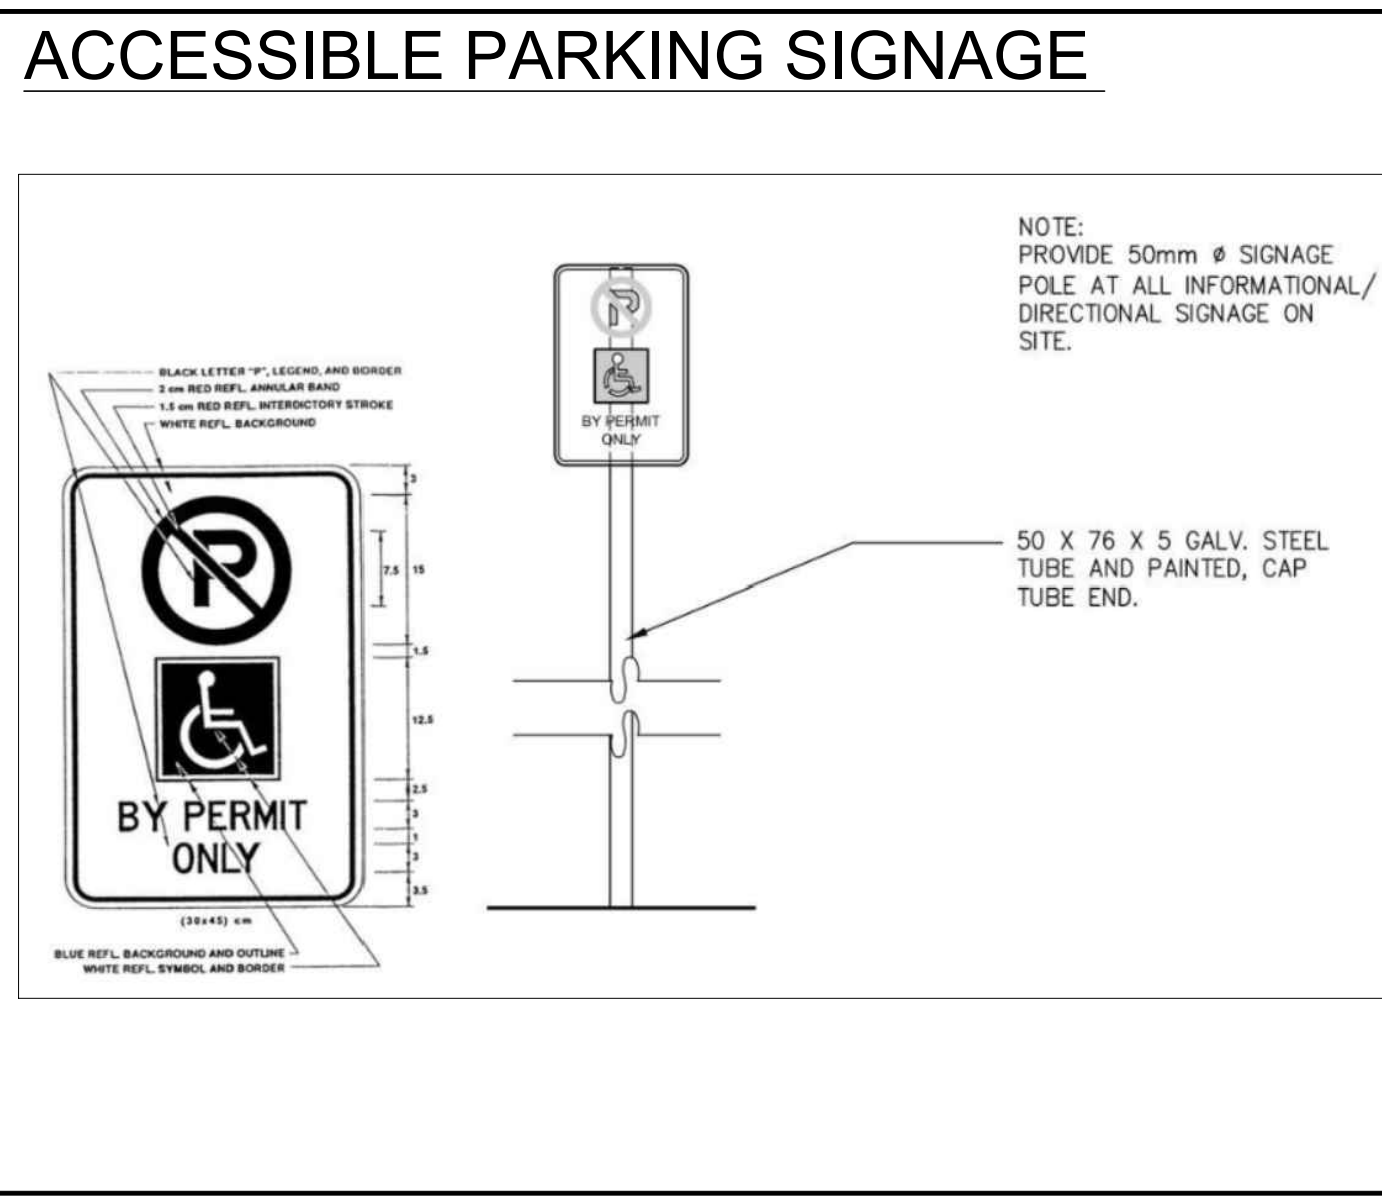 ACCESSIBLE PARKING SIGNAGE
NOTE:
PROVIDE 50mm ø SIGNAGE
POLE AT ALL INFORMATIONAL/
DIRECTIONAL SIGNAGE ON
SITE.
P
BY PERMIT
ONLY
50 X 76 X 5 GALV. STEEL
TUBE AND PAINTED, CAP
TUBE END.
BLACK LETTER "P", LEGEND, AND BORDER
2 cm RED REFL. ANNULAR BAND
1.5 cm RED REFL. INTERDICTORY STROKE
WHITE REFL. BACKGROUND
P
BY PERMIT
ONLY
3
7.5 15
1.5
12.5
2.5
3
1
3
3.5
(30x45) cm
BLUE REFL. BACKGROUND AND OUTLINE
WHITE REFL. SYMBOL AND BORDER